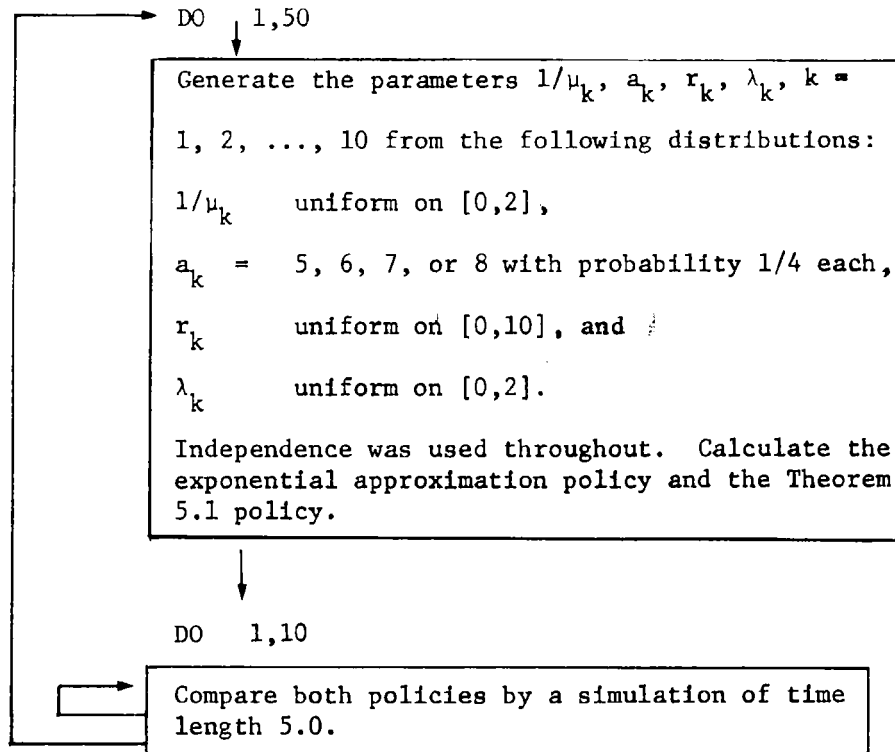 DO 1,50
Generate the parameters 1/μ_k, a_k, r_k, λ_k, k =
1, 2, ..., 10 from the following distributions:
1/μ_k uniform on [0,2],
a_k = 5, 6, 7, or 8 with probability 1/4 each,
r_k uniform on [0,10], and
λ_k uniform on [0,2].
Independence was used throughout. Calculate the
exponential approximation policy and the Theorem
5.1 policy.
DO 1,10
Compare both policies by a simulation of time
length 5.0.